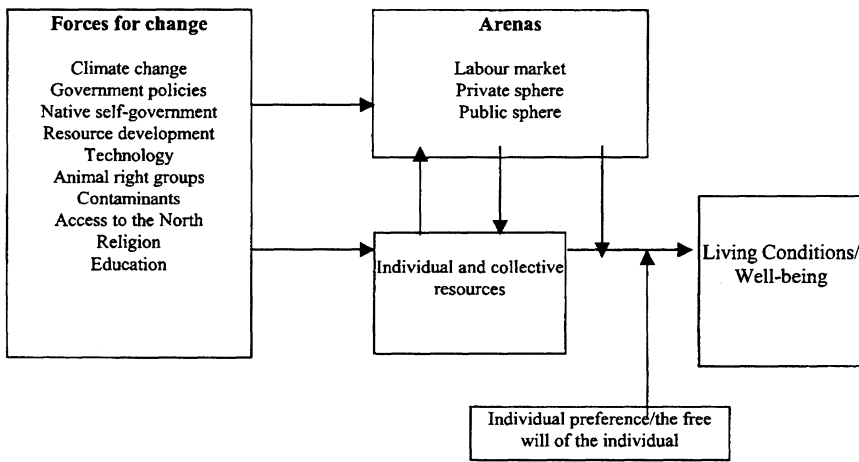 Forces for change
Climate change
Government policies
Native self-government
Resource development
Technology
Animal right groups
Contaminants
Access to the North
Religion
Education
Arenas
Labour market
Private sphere
Public sphere
Individual and collective
resources
Living Conditions/
Well-being
Individual preference/the free
will of the individual